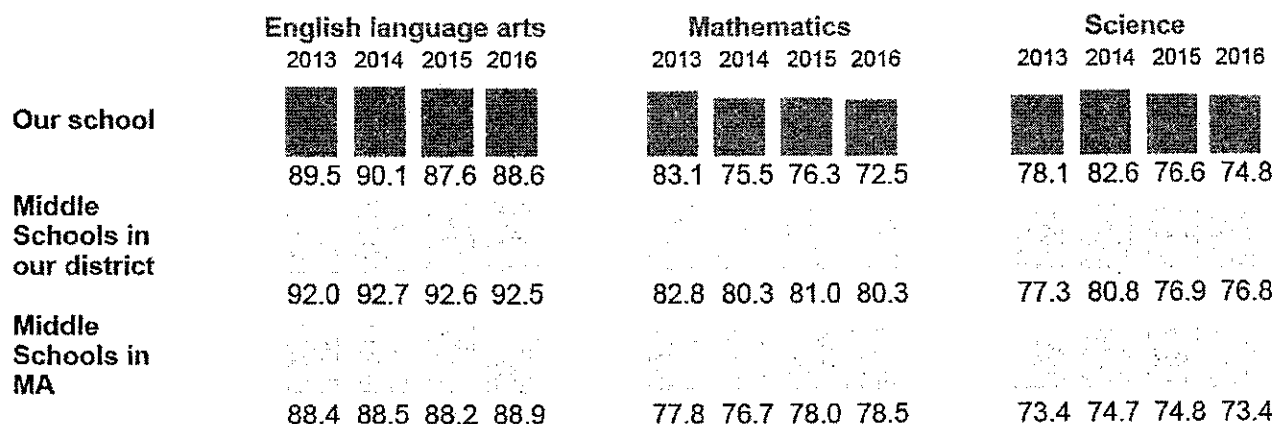 English language arts Mathematics Science
2013 2014 2015 2016 2013 2014 2015 2016 2013 2014 2015 2016
Our school
89.5 90.1 87.6 88.6 83.1 75.5 76.3 72.5 78.1 82.6 76.6 74.8
Middle
Schools in
our district
92.0 92.7 92.6 92.5 82.8 80.3 81.0 80.3 77.3 80.8 76.9 76.8
Middle
Schools in
MA
88.4 88.5 88.2 88.9 77.8 76.7 78.0 78.5 73.4 74.7 74.8 73.4